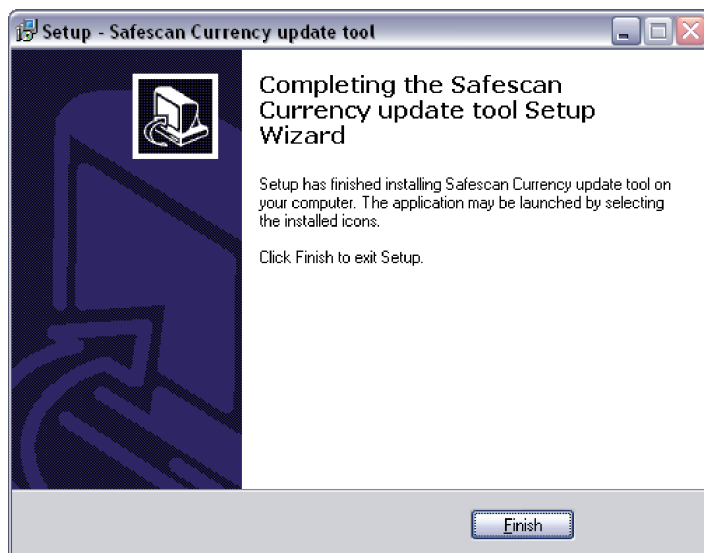 Setup - Safescan Currency update tool
Completing the Safescan
Currency update tool Setup
Wizard
Setup has finished installing Safescan Currency update tool on
your computer. The application may be launched by selecting
the installed icons.
Click Finish to exit Setup.
Finish